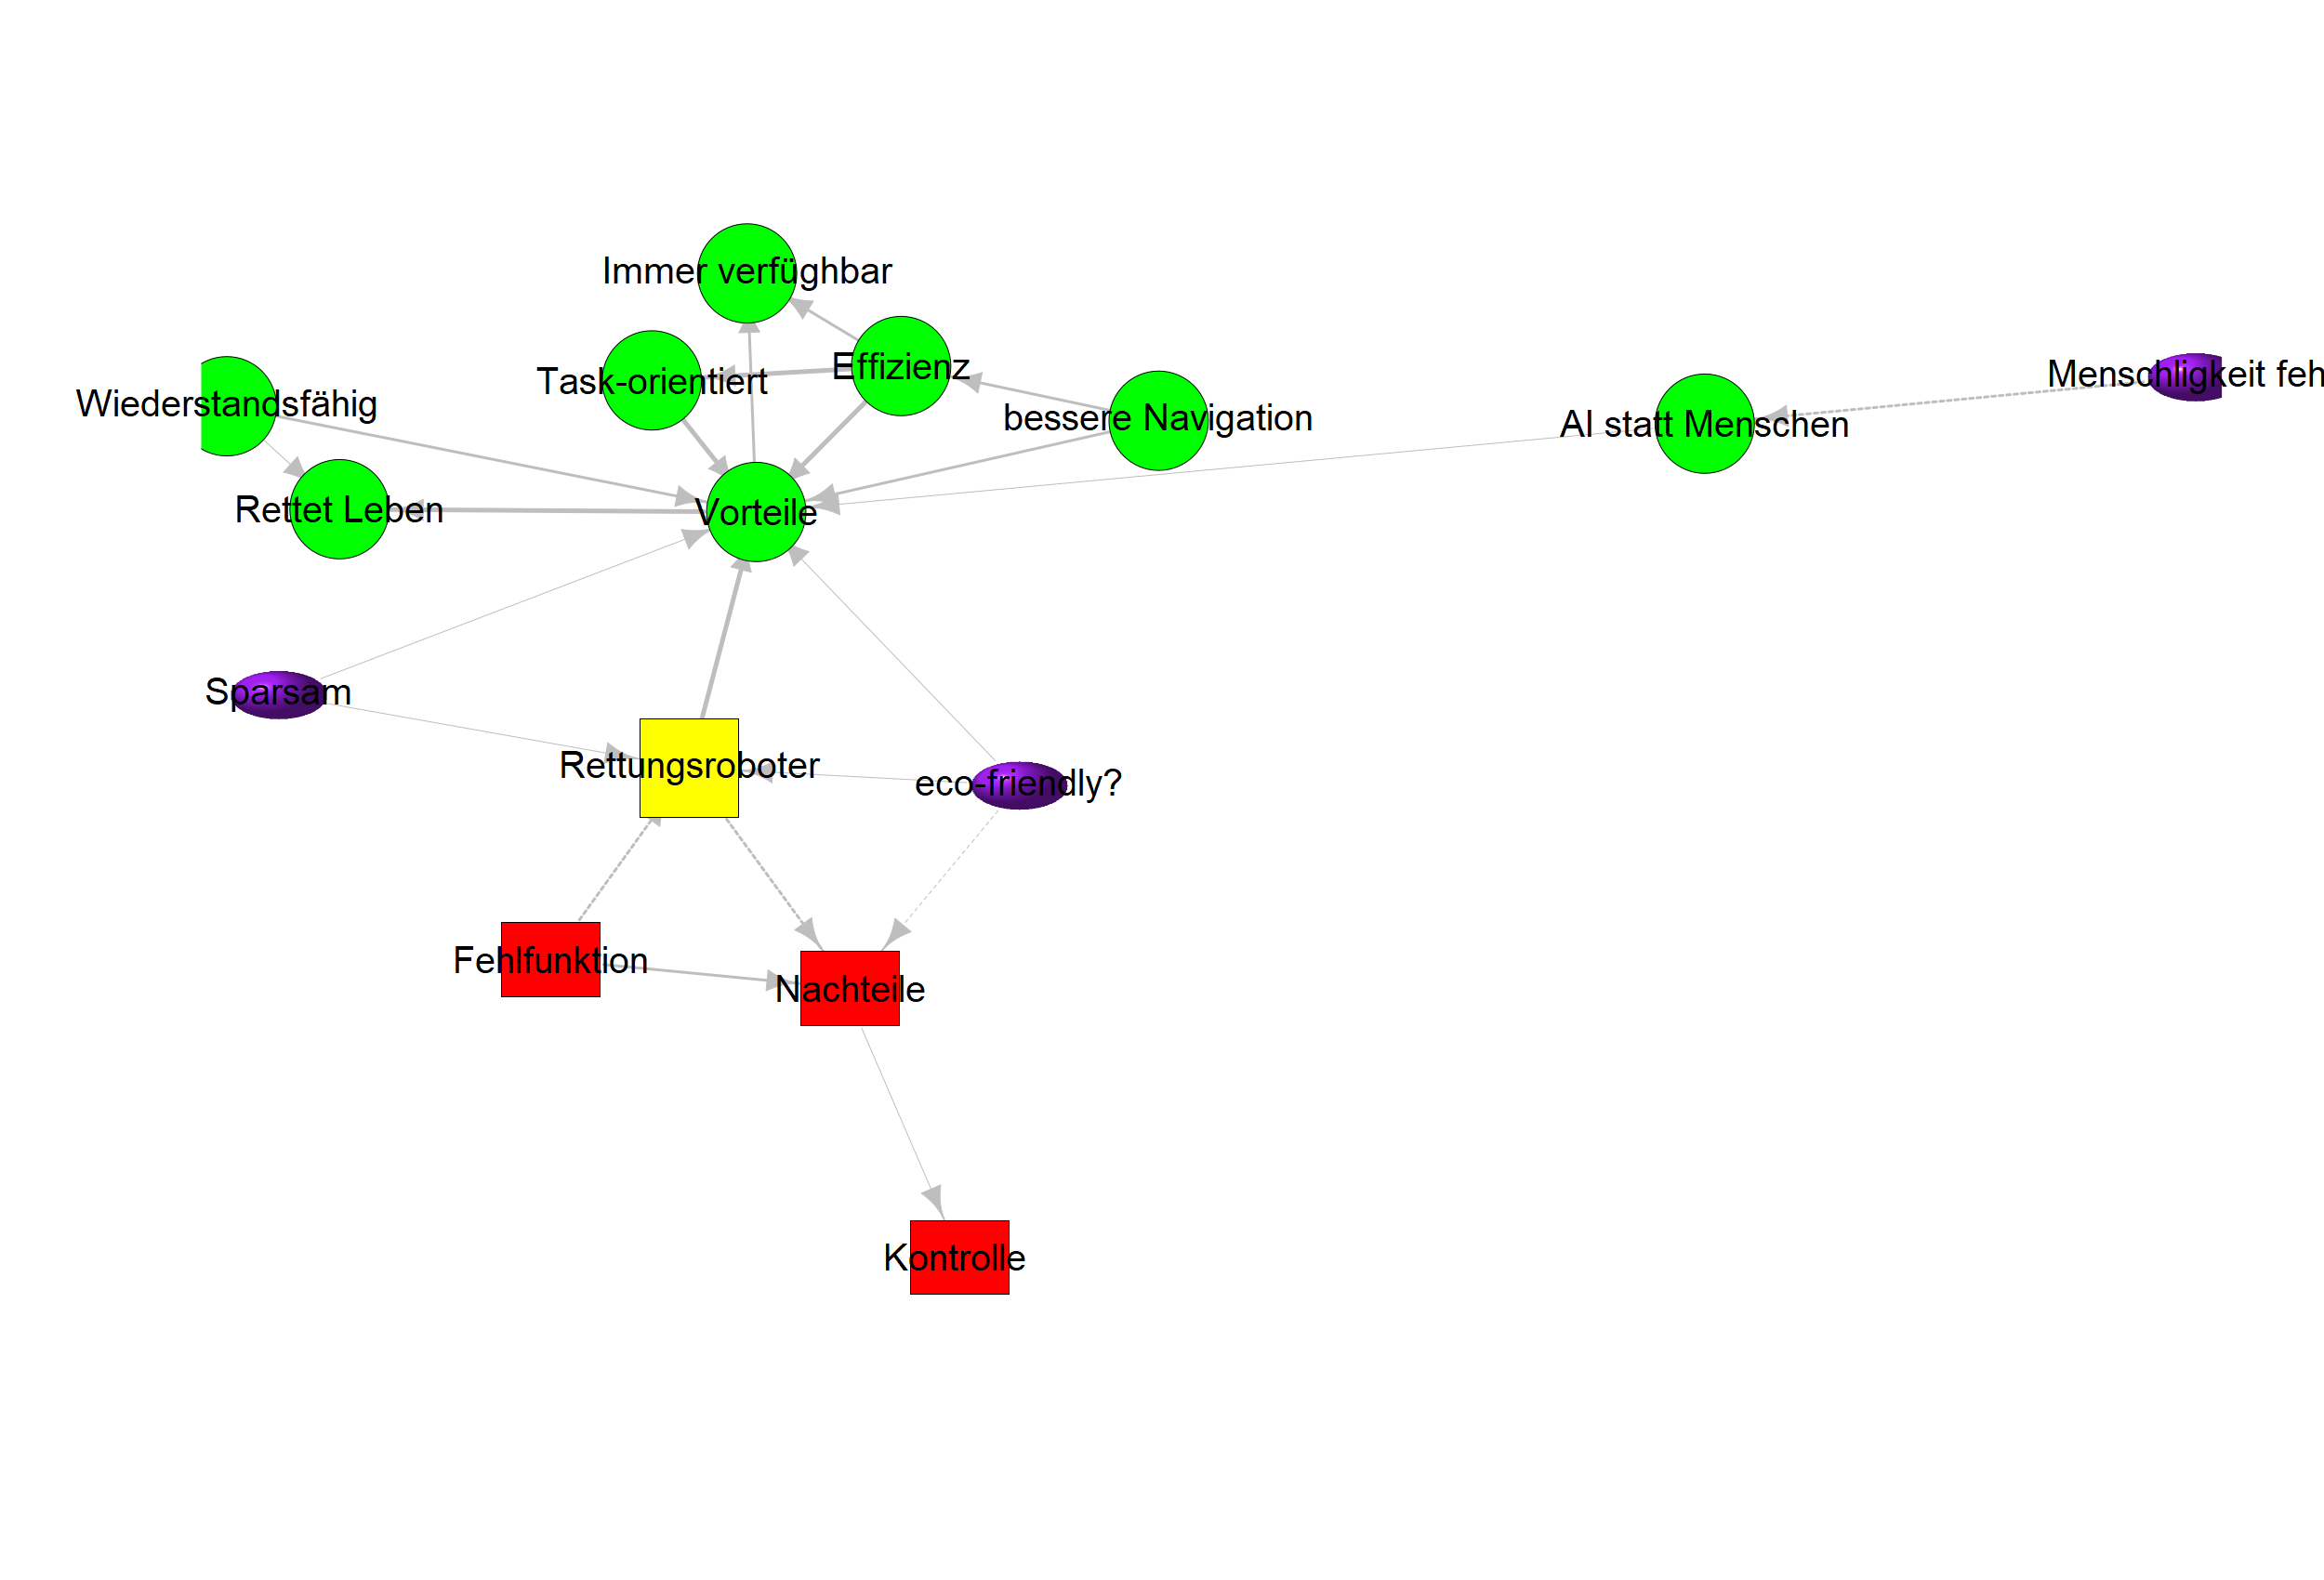 Immer verfüghbar
Effizienz
Task-orientiert
Menschligkeit feh
Wiederstandsfähig
bessere Navigation
AI statt Menschen
Rettet Leben
Vorteile
Sparsam
Rettungsroboter
eco-friendly?
Fehlfunktion
Nachteile
Kontrolle